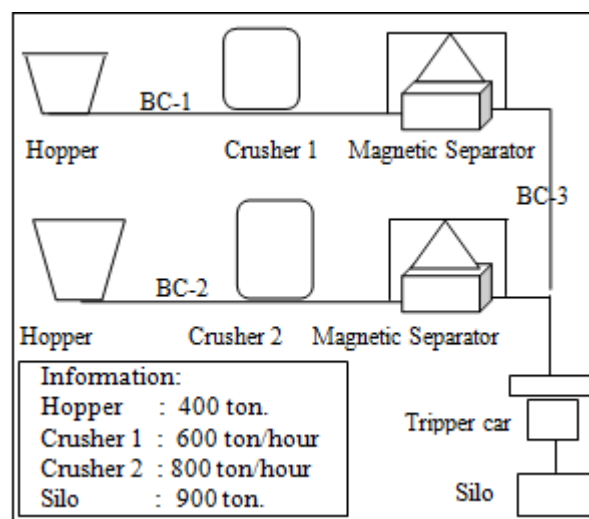 BC-1
Hopper Crusher 1 Magnetic Separator
BC-3
BC-2
Hopper Crusher 2 Magnetic Separator
Information:
Hopper : 400 ton.
Crusher 1 : 600 ton/hour
Crusher 2 : 800 ton/hour
Silo : 900 ton.
Tripper car
Silo